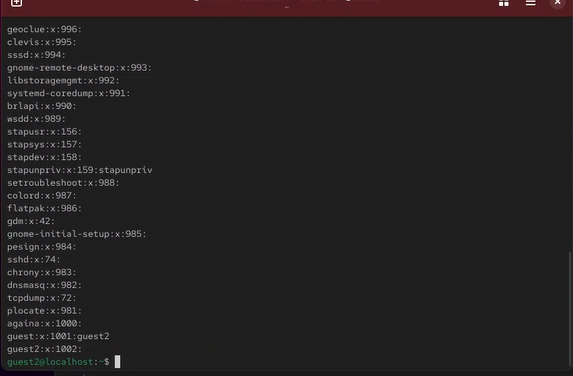 geoclue:x:996:
clevis:x:995:
sssd:x:994:
gnome-remote-desktop:x:993:
libstoragemgmt:x:992:
systemd-coredump:x:991:
brlapi:x:990:
wsdd:x:989:
stapusr:x:156:
stapsys:x:157:
stapdev:x:158:
stapunpriv:x:159:stapunpriv
setroubleshoot:x:988:
colord:x:987:
flatpak:x:986:
gdm:x:42:
gnome-initial-setup:x:985:
pesign:x:984:
sshd:x:74:
chrony:x:983:
dnsmasq:x:982:
tcpdump:x:72:
plocate:x:981:
againa:x:1000:
guest:x:1001:guest2
guest2:x:1002:
guest2@localhost:~$